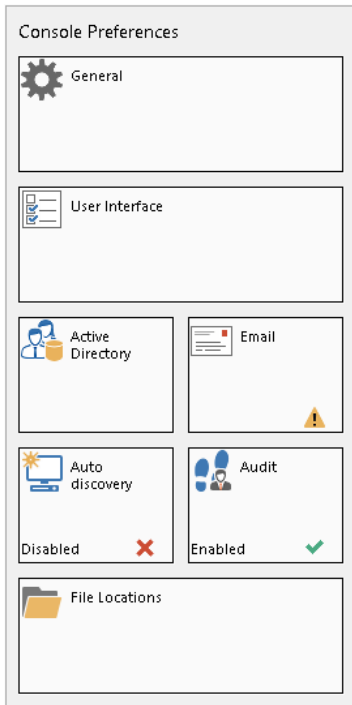 Console Preferences
General
User Interface
Active
Directory
Email
Auto
discovery
Disabled
Audit
Enabled
File Locations